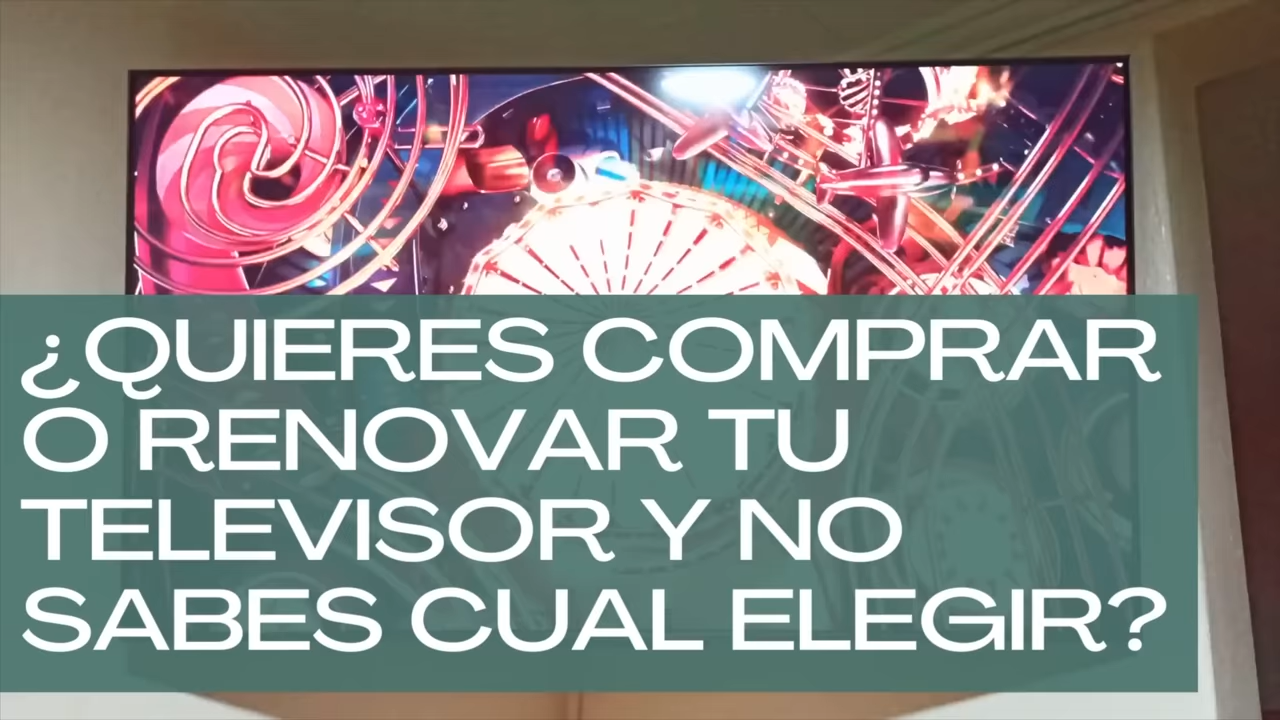 ¿QUIERES COMPRAR
O RENOVAR TU
TELEVISOR Y NO
SABES CUAL ELEGIR?